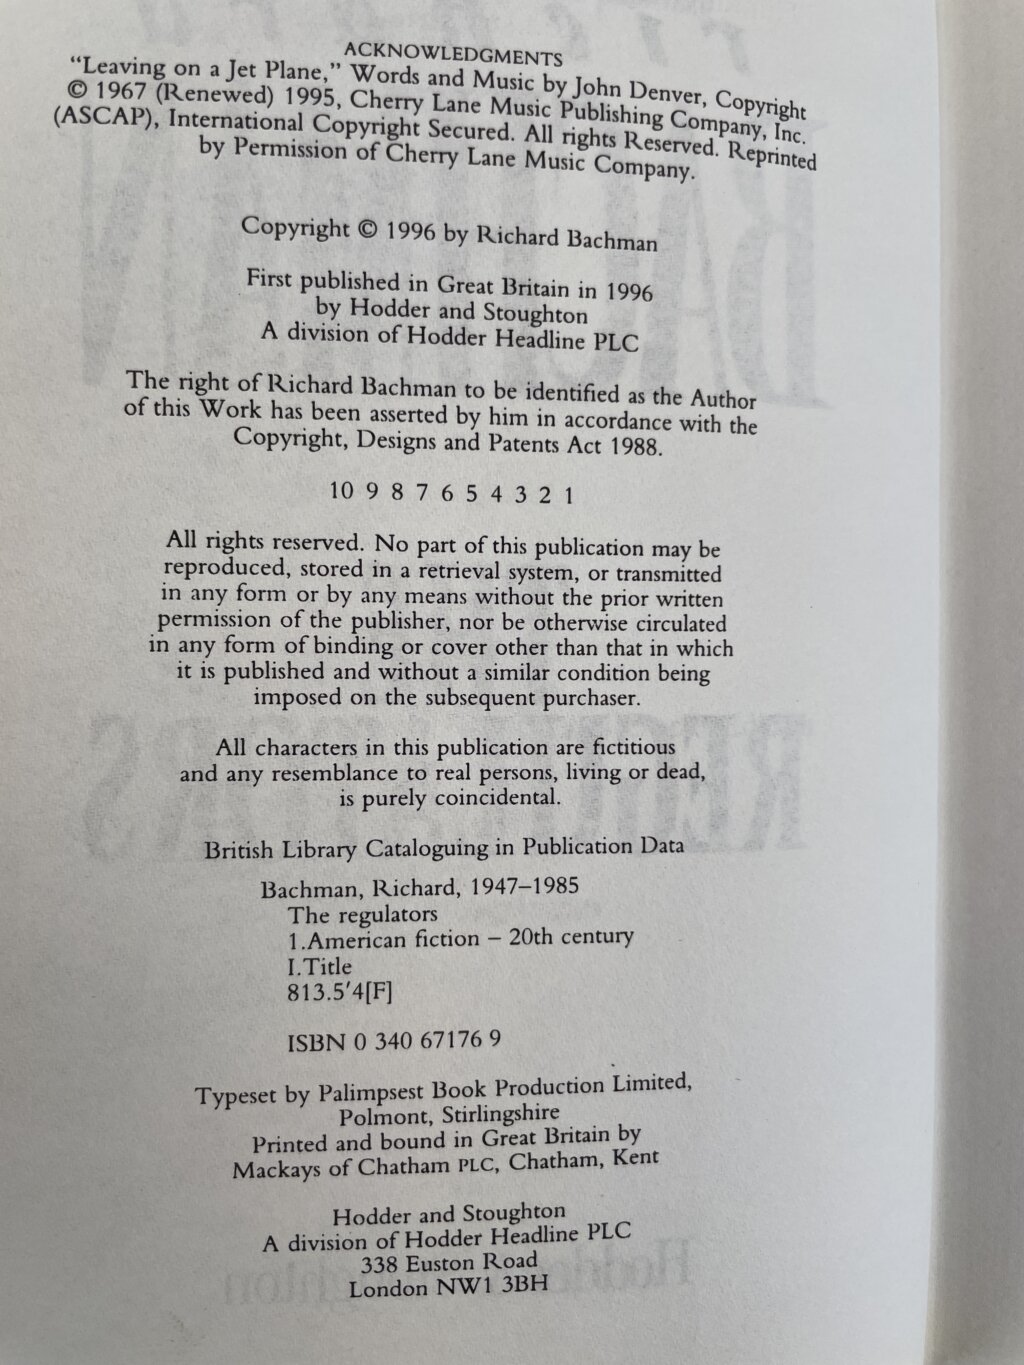 ACKNOWLEDGMENTS
“Leaving on a Jet Plane,” Words and Music by John Denver, Copyright
© 1967 (Renewed) 1995, Cherry Lane Music Publishing Company, Inc.
(ASCAP), International Copyright Secured. All rights Reserved. Reprinted
by Permission of Cherry Lane Music Company.
Copyright © 1996 by Richard Bachman
First published in Great Britain in 1996
by Hodder and Stoughton
A division of Hodder Headline PLC
The right of Richard Bachman to be identified as the Author
of this Work has been asserted by him in accordance with the
Copyright, Designs and Patents Act 1988.
10 9 8 7 6 5 4 3 2 1
All rights reserved. No part of this publication may be
reproduced, stored in a retrieval system, or transmitted
in any form or by any means without the prior written
permission of the publisher, nor be otherwise circulated
in any form of binding or cover other than that in which
it is published and without a similar condition being
imposed on the subsequent purchaser.
All characters in this publication are fictitious
and any resemblance to real persons, living or dead,
is purely coincidental.
British Library Cataloguing in Publication Data
Bachman, Richard, 1947–1985
The regulators
1.American fiction – 20th century
I.Title
813.5′4[F]
ISBN 0 340 67176 9
Typeset by Palimpsest Book Production Limited,
Polmont, Stirlingshire
Printed and bound in Great Britain by
Mackays of Chatham PLC, Chatham, Kent
Hodder and Stoughton
A division of Hodder Headline PLC
338 Euston Road
London NW1 3BH